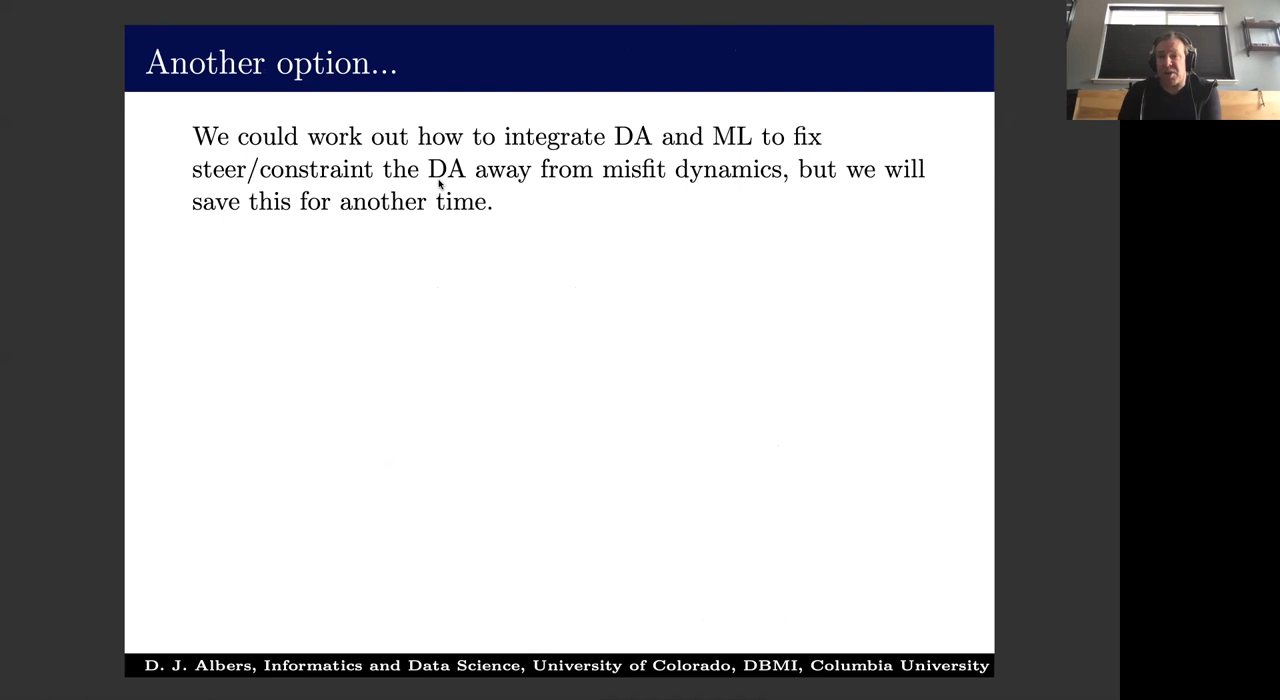 Another option...
We could work out how to integrate DA and ML to fix
steer/constraint the DA away from misfit dynamics, but we will
save this for another time.
D. J. Albers, Informatics and Data Science, University of Colorado, DBMI, Columbia University